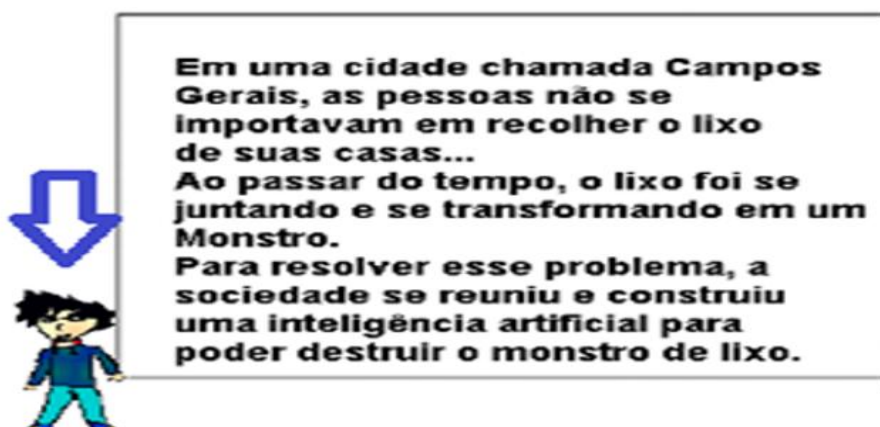 Em uma cidade chamada Campos
Gerais, as pessoas não se
importavam em recolher o lixo
de suas casas...
Ao passar do tempo, o lixo foi se
juntando e se transformando em um
Monstro.
Para resolver esse problema, a
sociedade se reuniu e construiu
uma inteligência artificial para
poder destruir o monstro de lixo.